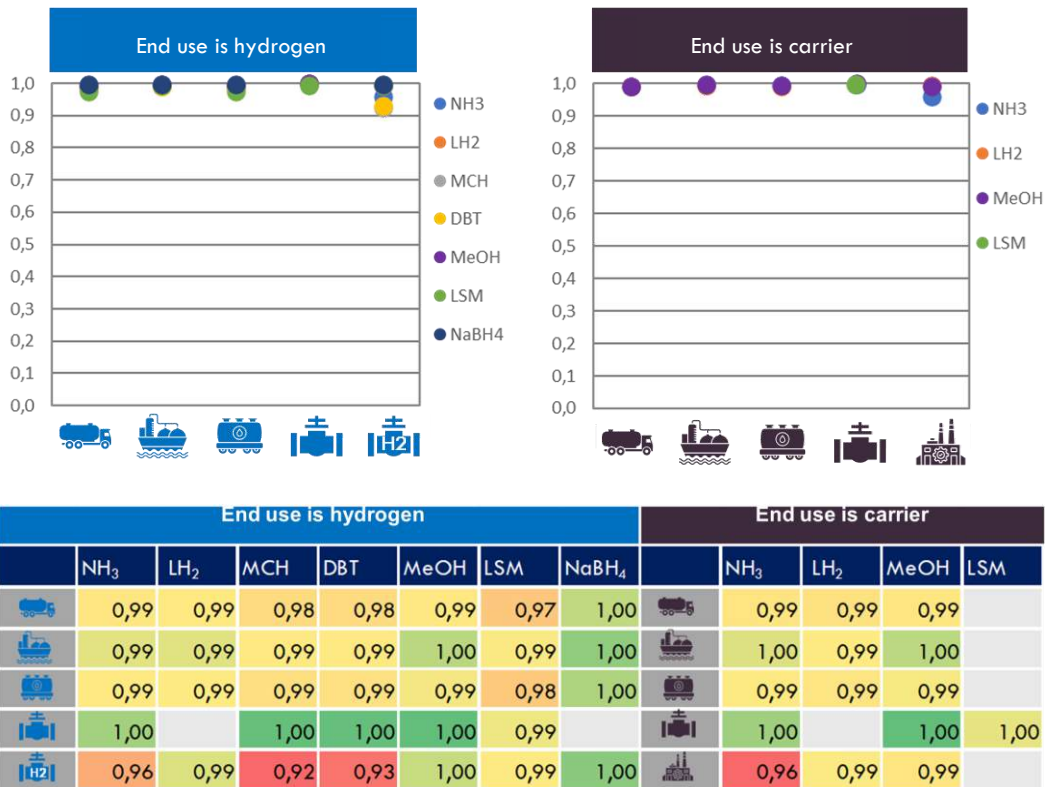 End use is hydrogen
1,0
0,9
0,8
0,7
0,6
0,5
0,4
0,3
0,2
0,1
0,0
NH3
LH2
MCH
DBT
MeOH
LSM
NaBH4
H2
End use is carrier
1,0
0,9
0,8
0,7
0,6
0,5
0,4
0,3
0,2
0,1
0,0
NH3
LH2
MeOH
LSM
End use is hydrogen End use is carrier
NH₃ LH₂ MCH DBT MeOH LSM NaBH₄ NH₃ LH₂ MeOH LSM
0,99 0,99 0,98 0,98 0,99 0,97 1,00 0,99 0,99 0,99
0,99 0,99 0,99 0,99 1,00 0,99 1,00 1,00 0,99 1,00
0,99 0,99 0,99 0,99 0,99 0,98 1,00 0,99 0,99 0,99
1,00 1,00 1,00 1,00 0,99 1,00 1,00 1,00
H2 0,96 0,99 0,92 0,93 1,00 0,99 1,00 0,96 0,99 0,99